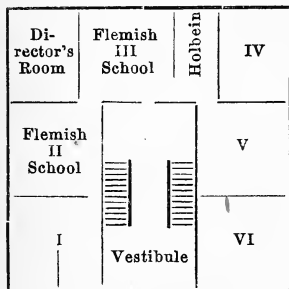 Di-
rector's
Room
Flemish
III
School
Holbein
IV
Flemish
II
School
V
I
Vestibule
VI